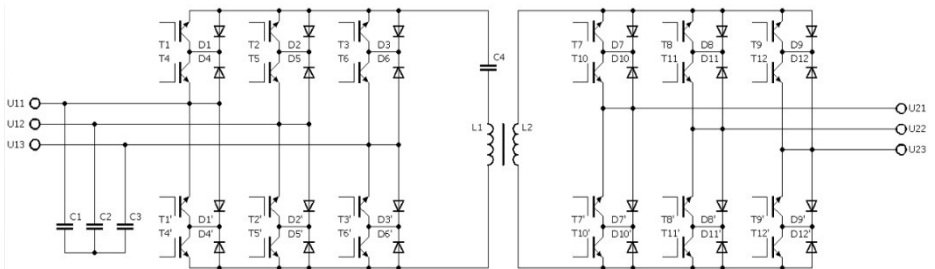 T1 D1 T2 D2 T3 D3 T7 D7 T8 D8 T9 D9
T4 D4 T5 D5 T6 D6 C4 T10 D10 T11 D11 T12 D12
U11 U21
U12 L1 L2 U22
U13 U23
C1 C2 C3 T1' D1' T2' D2' T3' D3' T7' D7' T8' D8' T9' D9'
T4' D4' T5' D5' T6' D6' T10' D10' T11' D11' T12' D12'